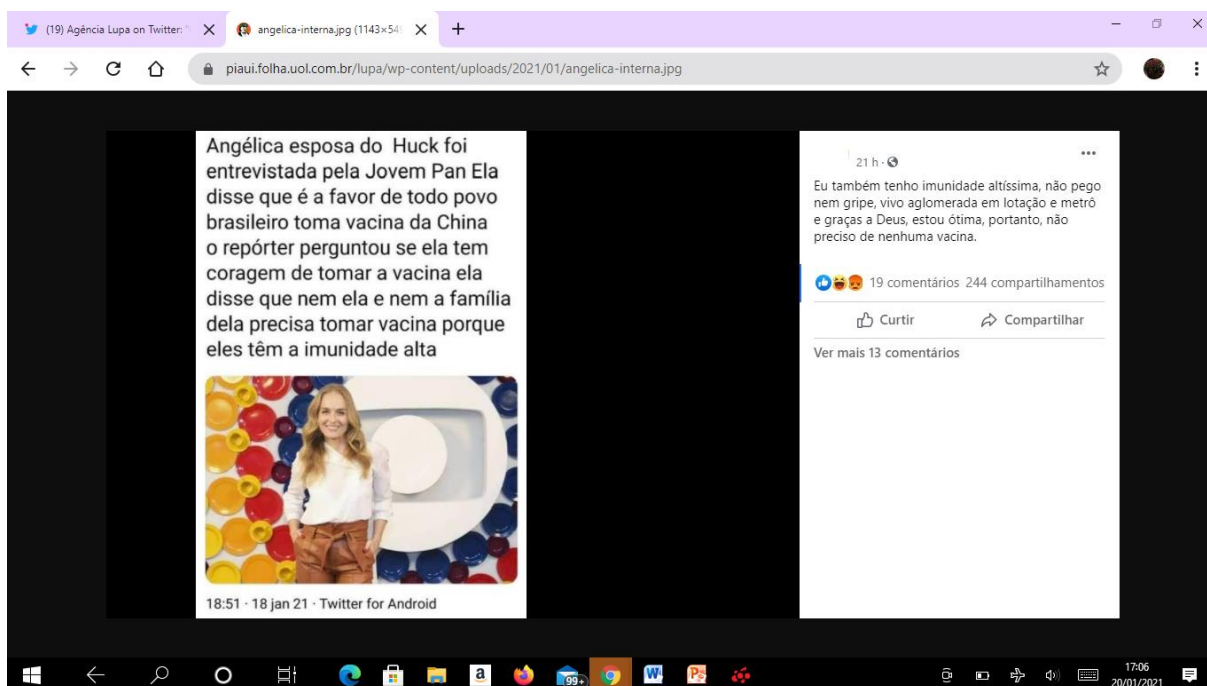 (19) Agência Lupa on Twitter: "
angelica-interna.jpg (1143×549
piaui.folha.uol.com.br/lupa/wp-content/uploads/2021/01/angelica-interna.jpg
Angélica esposa do Huck foi
entrevistada pela Jovem Pan Ela
disse que é a favor de todo povo
brasileiro toma vacina da China
o repórter perguntou se ela tem
coragem de tomar a vacina ela
disse que nem ela e nem a família
dela precisa tomar vacina porque
eles têm a imunidade alta
18:51 · 18 jan 21 · Twitter for Android
21 h ·
Eu também tenho imunidade altíssima, não pego
nem gripe, vivo aglomerada em lotação e metrô
e graças a Deus, estou ótima, portanto, não
preciso de nenhuma vacina.
19 comentários 244 compartilhamentos
Curtir Compartilhar
Ver mais 13 comentários
99+
17:06
20/01/2021